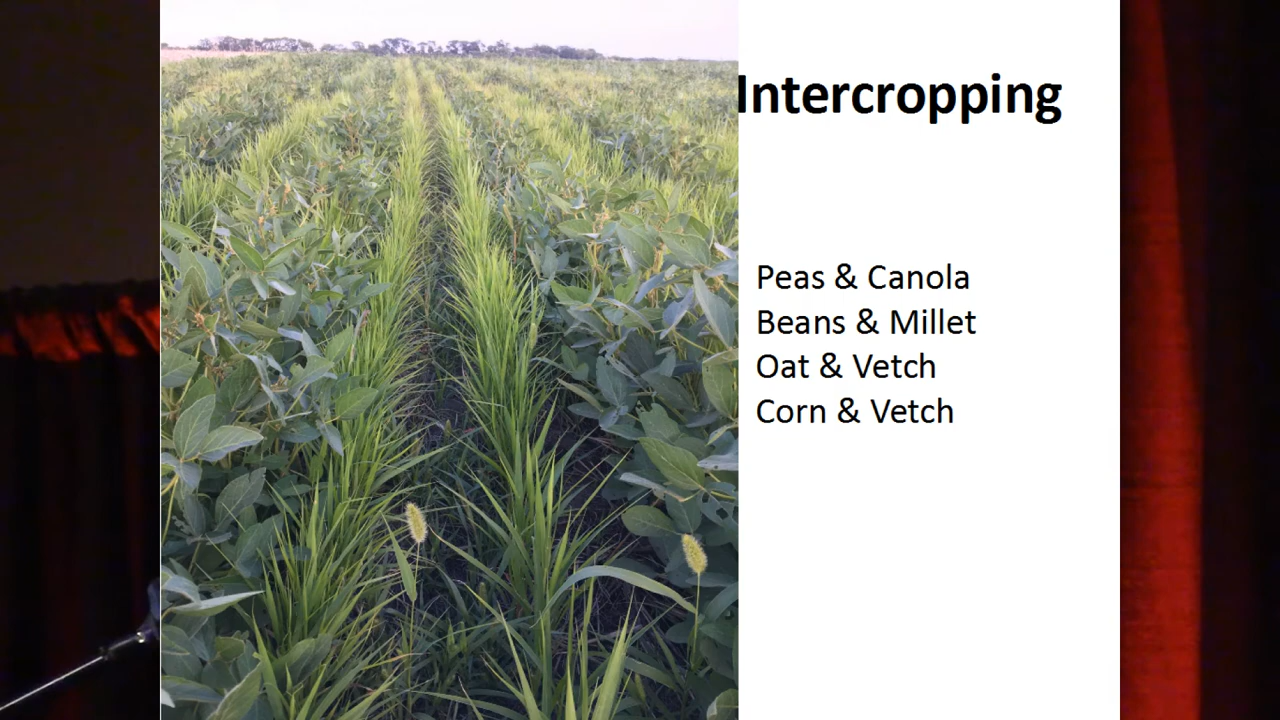 Intercropping
Peas & Canola
Beans & Millet
Oat & Vetch
Corn & Vetch